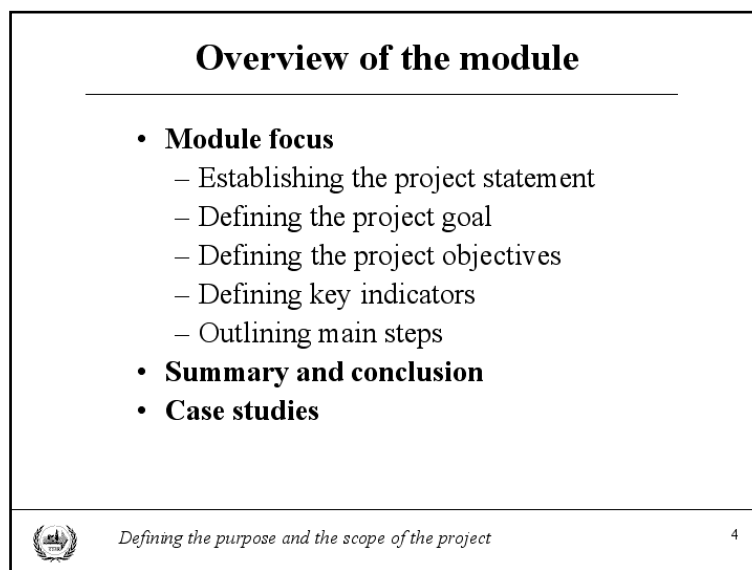 Overview of the module
• Module focus
– Establishing the project statement
– Defining the project goal
– Defining the project objectives
– Defining key indicators
– Outlining main steps
• Summary and conclusion
• Case studies
Defining the purpose and the scope of the project
4